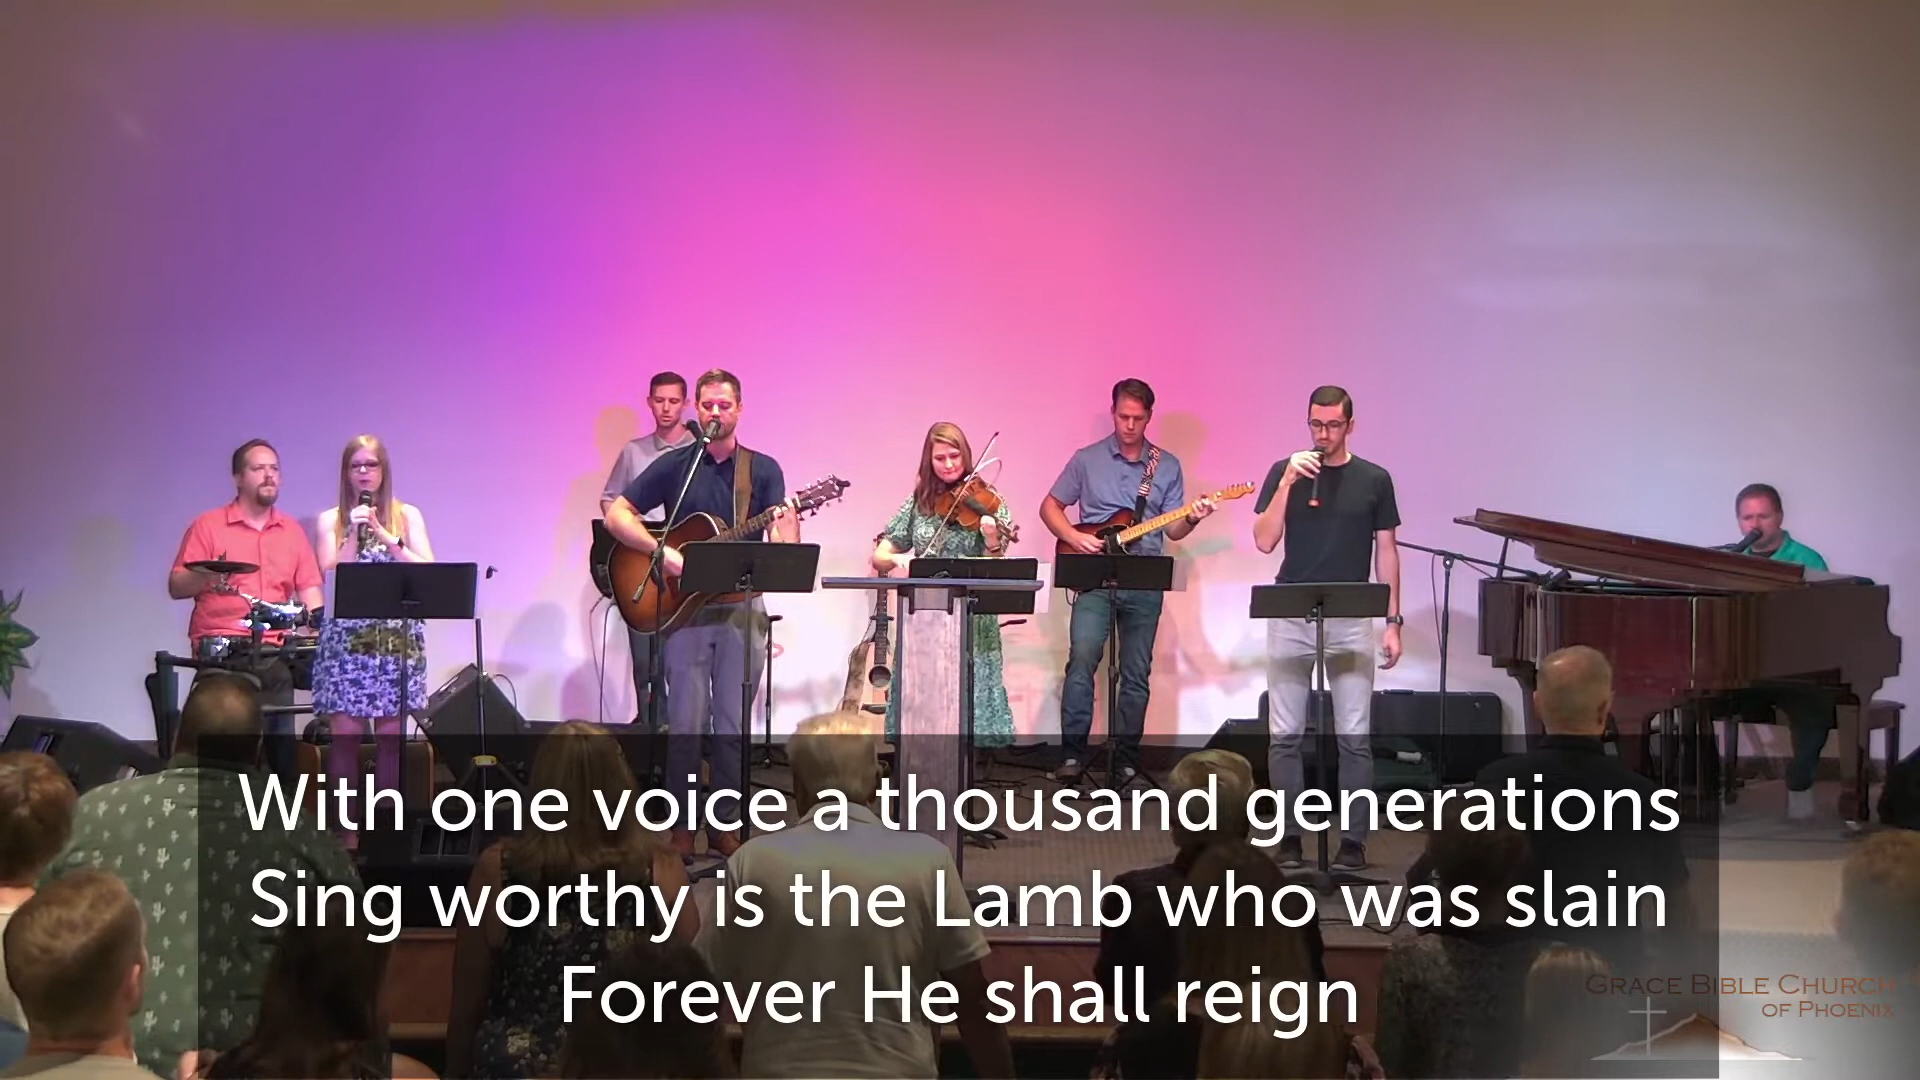 With one voice a thousand generations
Sing worthy is the Lamb who was slain
Forever He shall reign
Grace Bible Church
of Phoenix